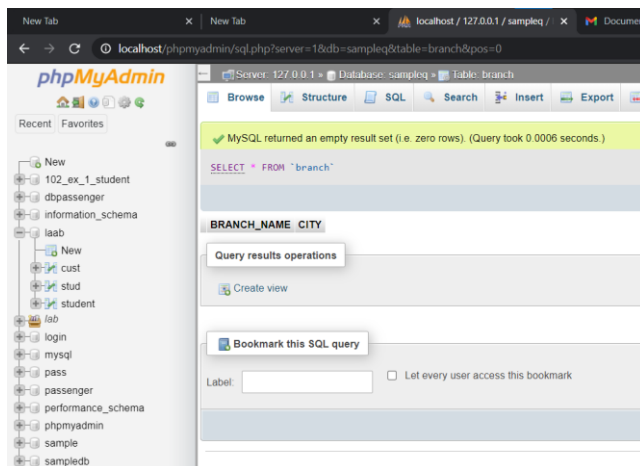 New Tab
New Tab
localhost / 127.0.0.1 / sampleq /
localhost/phpmyadmin/sql.php?server=1&db=sampleq&table=branch&pos=0
phpMyAdmin
Recent Favorites
New
102_ex_1_student
dbpassenger
information_schema
laab
New
cust
stud
student
lab
login
mysql
pass
passenger
performance_schema
phpmyadmin
sample
sampledb
Server: 127.0.0.1 » Database: sampleq » Table: branch
Browse Structure SQL Search Insert Export
MySQL returned an empty result set (i.e. zero rows). (Query took 0.0006 seconds.)
SELECT * FROM `branch`
BRANCH_NAME CITY
Query results operations
Create view
Bookmark this SQL query
Label: Let every user access this bookmark